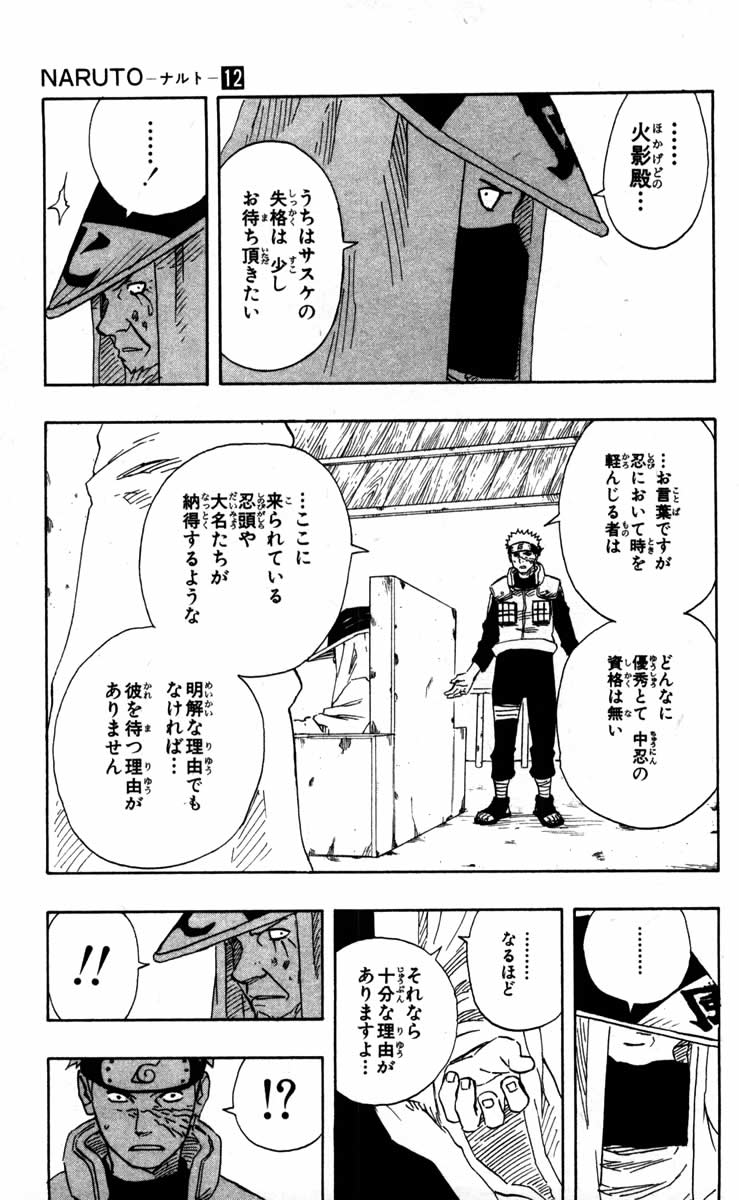 NARUTO—ナルト—12
……
火影殿…
うちはサスケの
失格は 少し
お待ち頂きたい
……!
…お言葉ですが
忍において時を
軽んじる者は
どんなに
優秀とて 中忍の
資格は無い
…ここに
来られている
忍頭や
大名たちが
納得するような
明解な理由でも
なければ…
彼を待つ理由が
ありません
………
………
なるほど
それなら
十分な理由が
ありますよ…
!!
!?